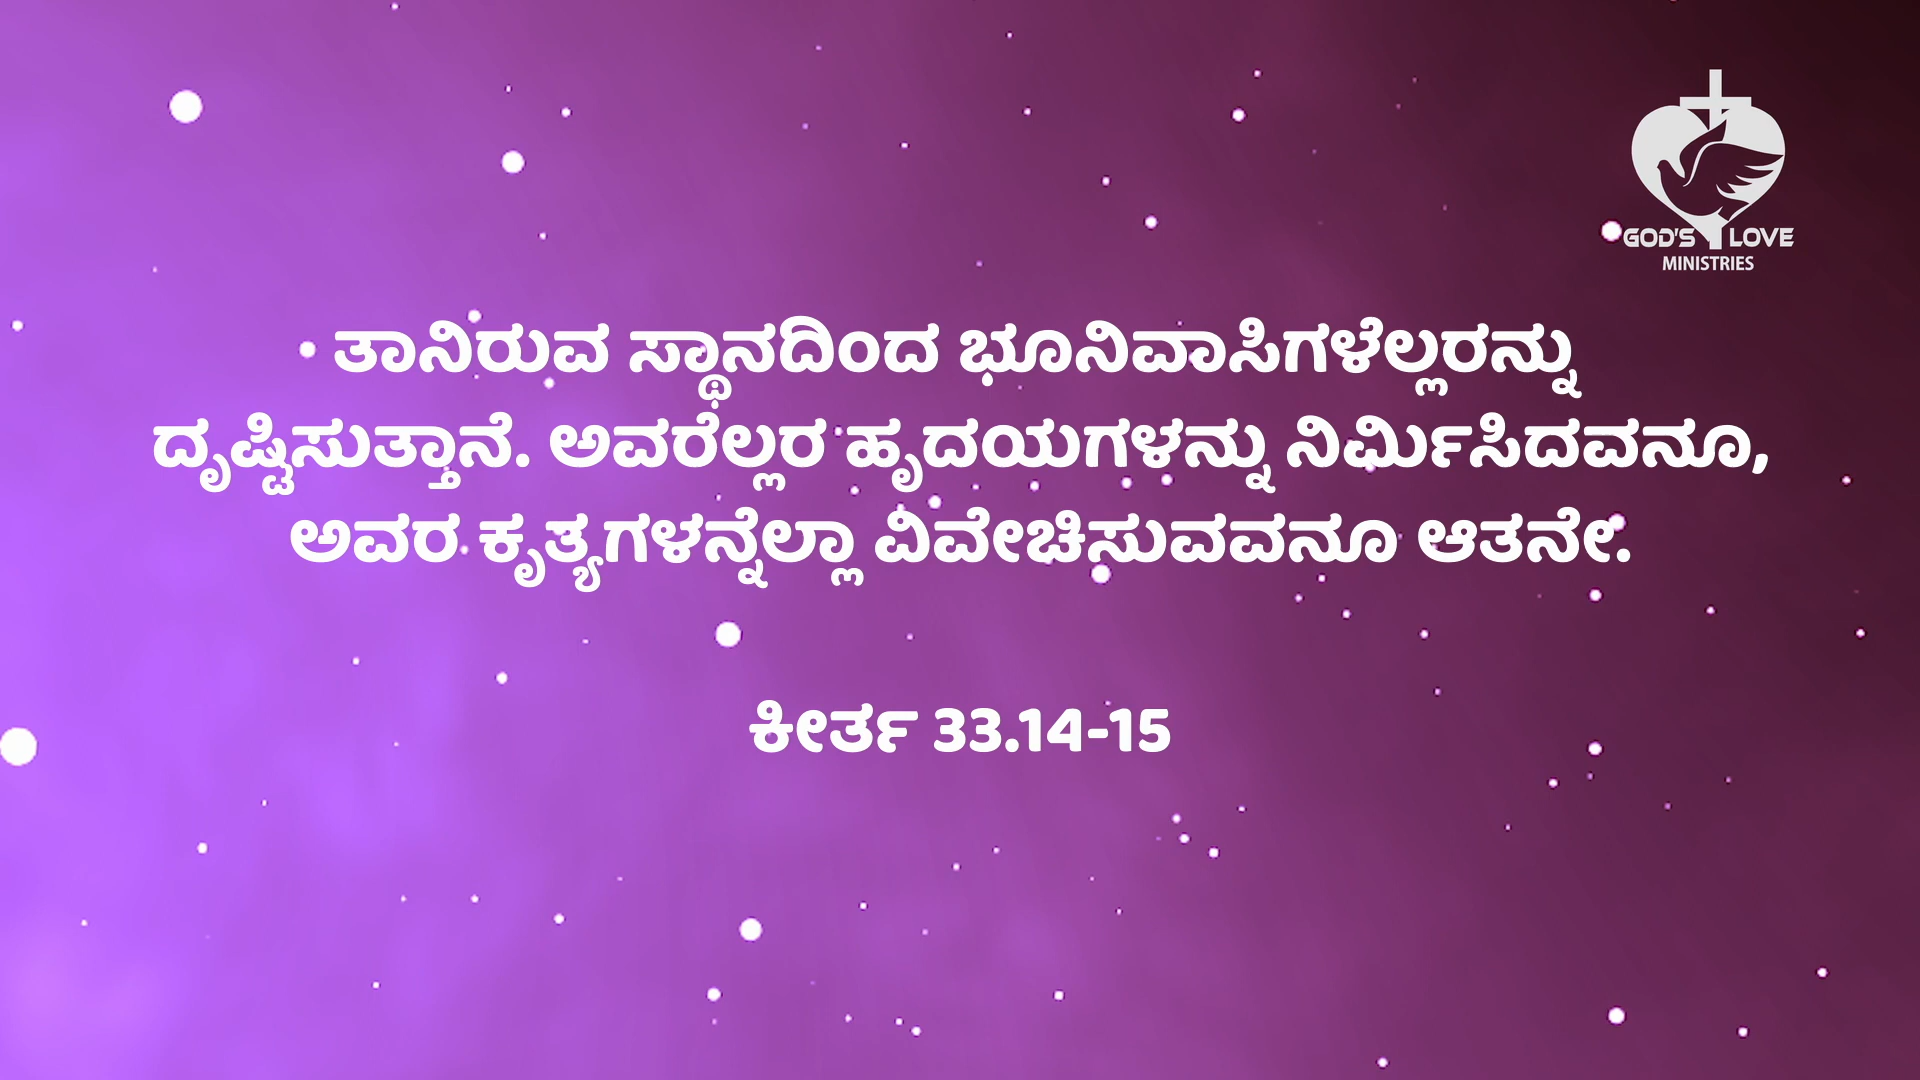 GOD'S LOVE
MINISTRIES
ತಾನಿರುವ ಸ್ಥಾನದಿಂದ ಭೂನಿವಾಸಿಗಳೆಲ್ಲರನ್ನು
ದೃಷ್ಟಿಸುತ್ತಾನೆ. ಅವರೆಲ್ಲರ ಹೃದಯಗಳನ್ನು ನಿರ್ಮಿಸಿದವನೂ,
ಅವರ ಕೃತ್ಯಗಳನ್ನೆಲ್ಲಾ ವಿವೇಚಿಸುವವನೂ ಆತನೇ.
ಕೀರ್ತ 33.14-15